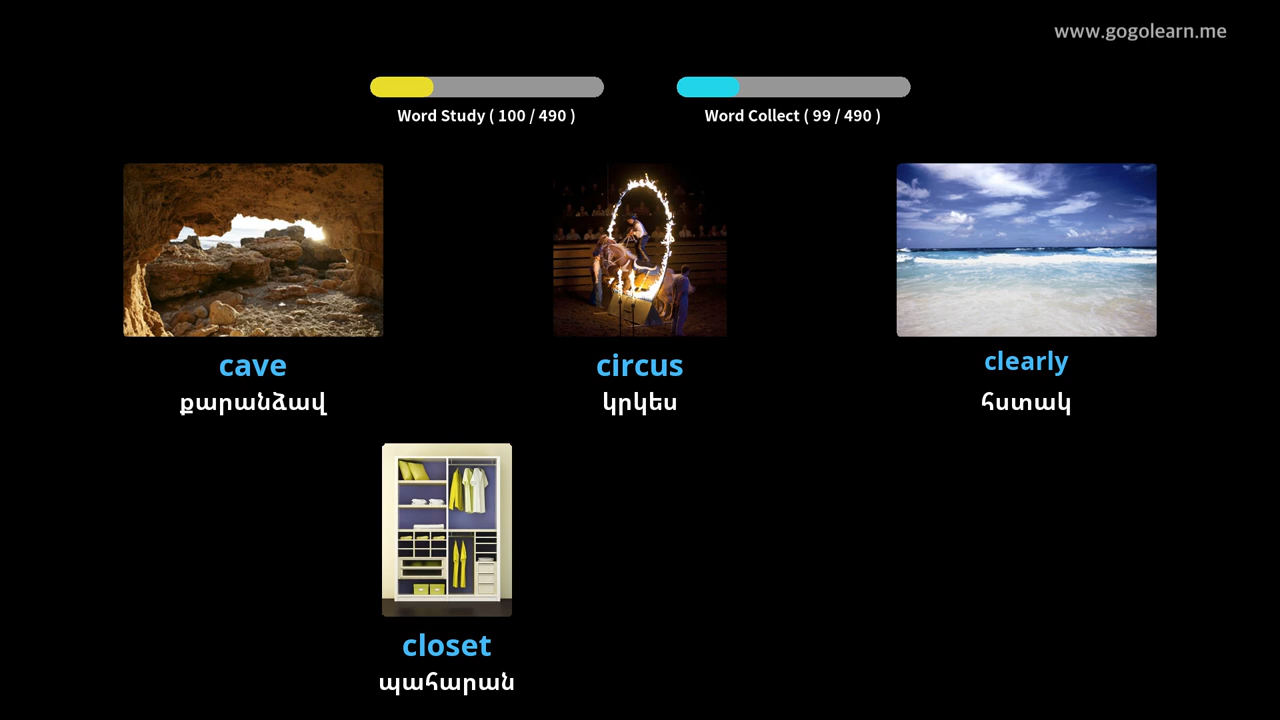 www.gogolearn.me
Word Study ( 100 / 490 )
Word Collect ( 99 / 490 )
cave
քարանձավ
circus
կրկես
clearly
հստակ
closet
պահարան